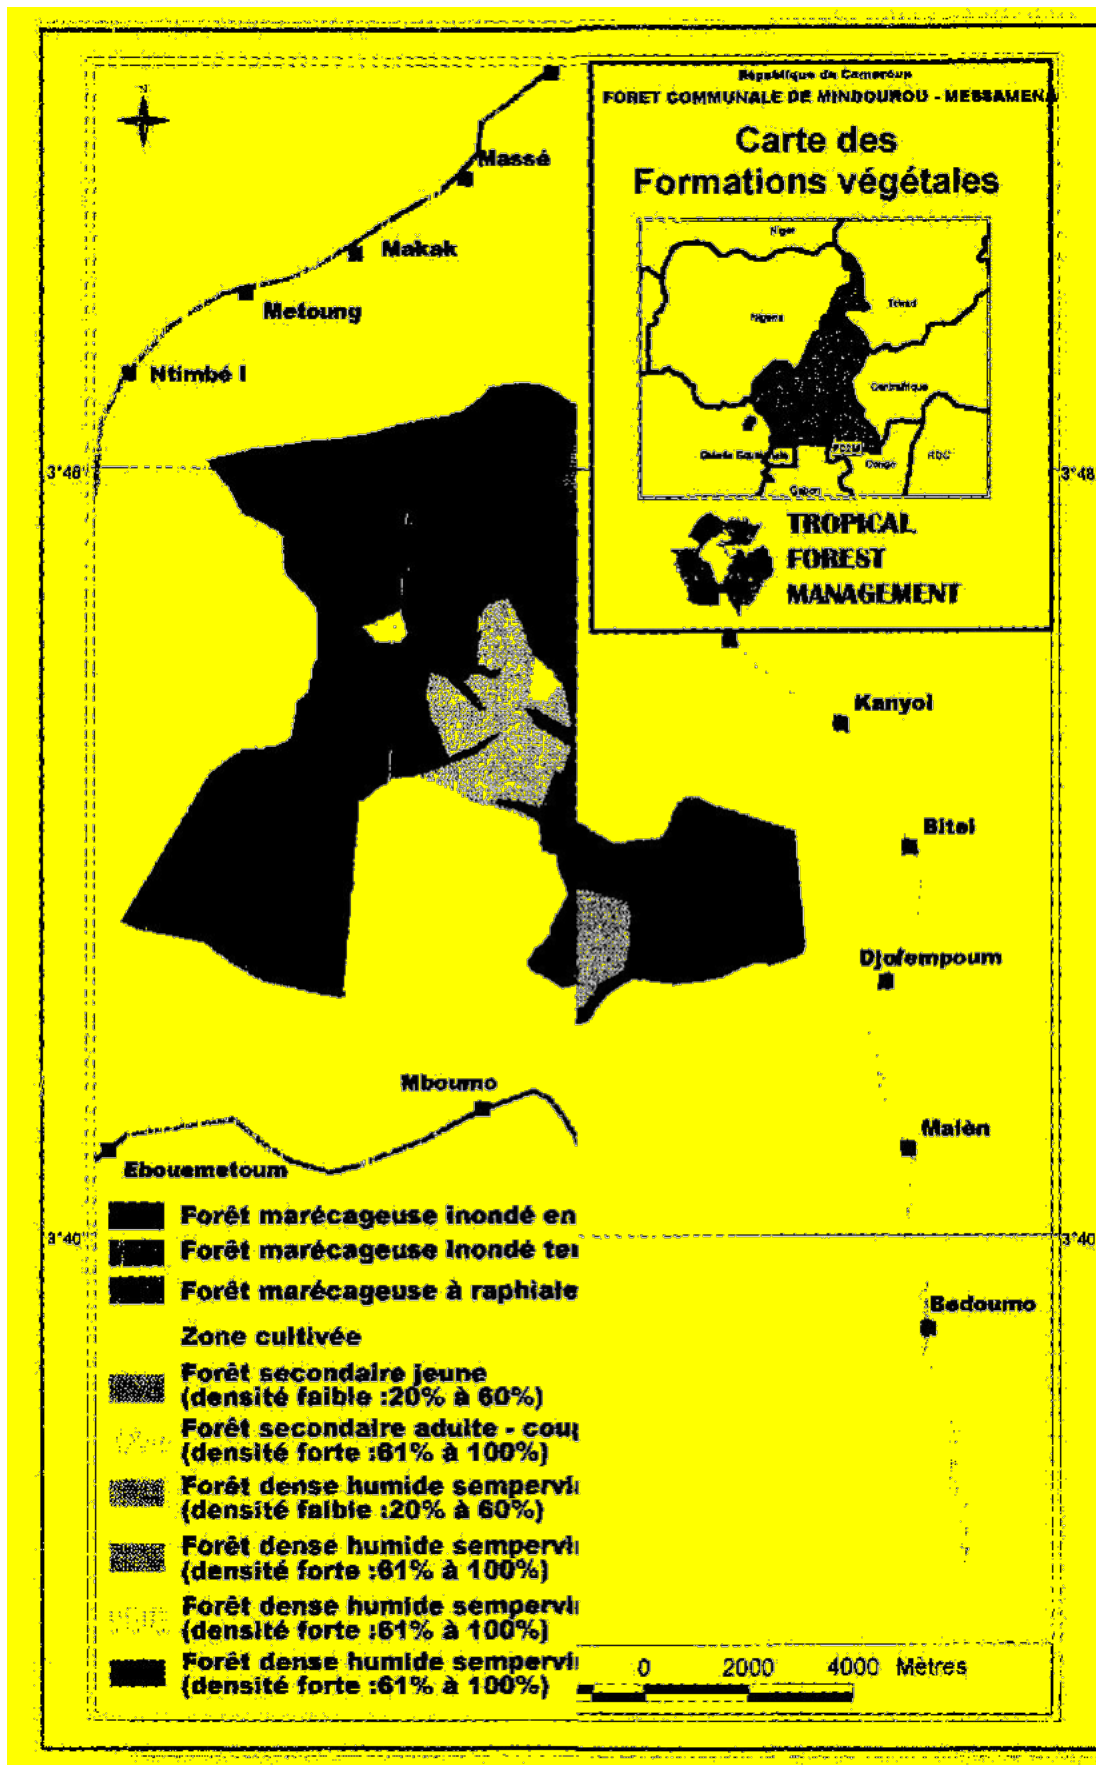 N
République de Cameroun
FORET COMMUNALE DE MINDOUROU - MESSAMENA
Carte des
Formations végétales
Niger
Nigeria
Tchad
Centrafrique
Congo
RDC
Gabon
TROPICAL
FOREST
MANAGEMENT
Massé
Makak
Metoung
Ntimbé I
3°48'
3°48
Kanyol
Bitel
Djolempoum
Mboumo
Malèn
Ebouemetoum
3°40'
3°40
Bedoumo
Forêt marécageuse inondé en
Forêt marécageuse inondé ter
Forêt marécageuse à raphiale
Zone cultivée
Forêt secondaire jeune
(densité faible :20% à 60%)
Forêt secondaire adulte - coup
(densité forte :61% à 100%)
Forêt dense humide sempervi
(densité faible :20% à 60%)
Forêt dense humide sempervi
(densité forte :61% à 100%)
Forêt dense humide sempervi
(densité forte :61% à 100%)
Forêt dense humide sempervi
(densité forte :61% à 100%)
0 2000 4000 Mètres